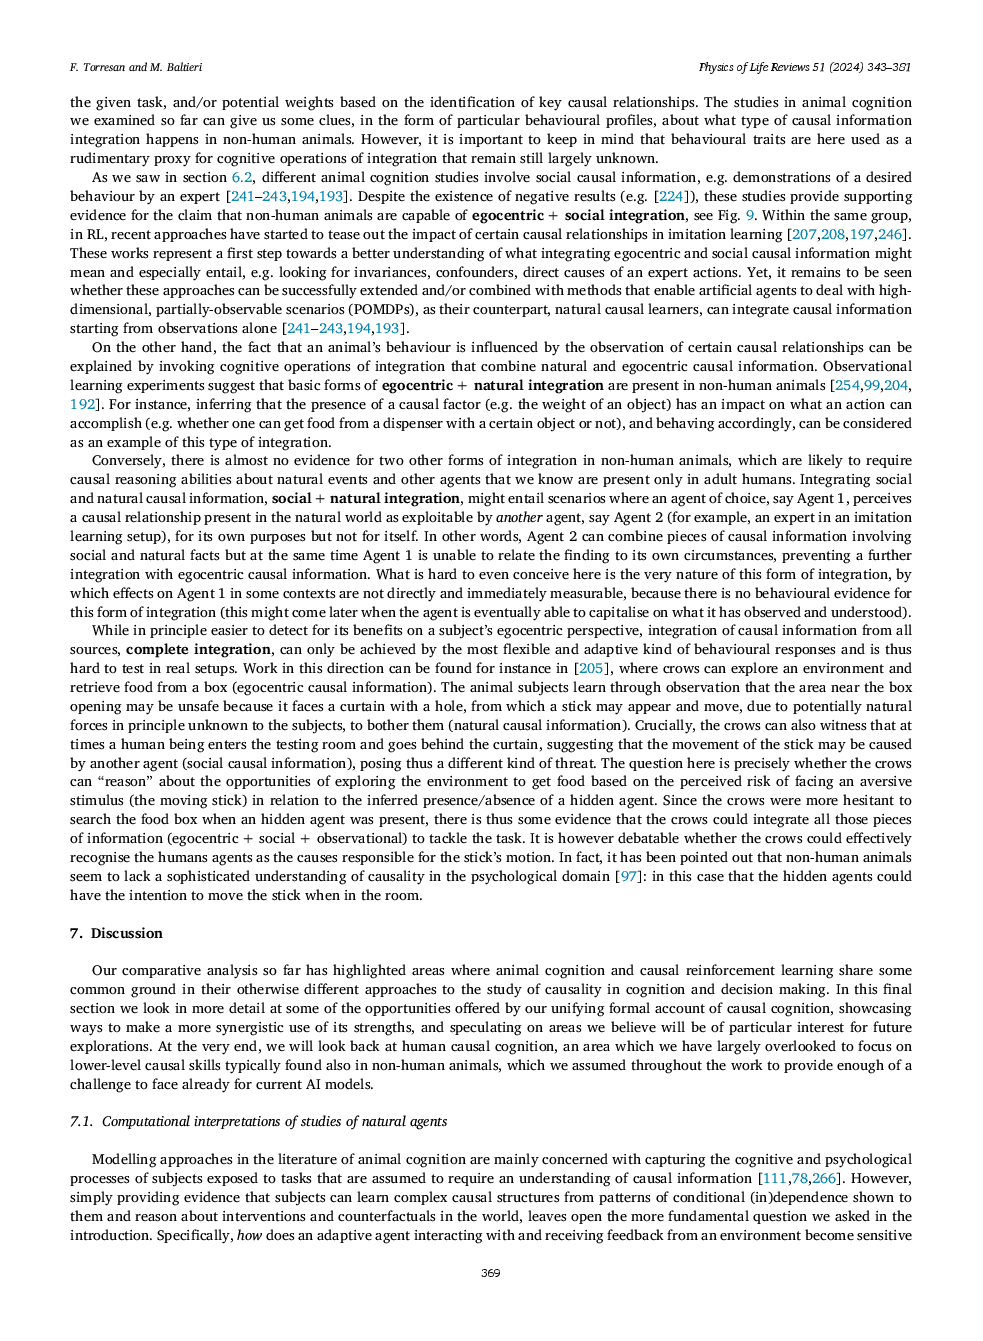 F. Torresan and M. Baltieri
Physics of Life Reviews 51 (2024) 343–381
the given task, and/or potential weights based on the identification of key causal relationships. The studies in animal cognition
we examined so far can give us some clues, in the form of particular behavioural profiles, about what type of causal information
integration happens in non-human animals. However, it is important to keep in mind that behavioural traits are here used as a
rudimentary proxy for cognitive operations of integration that remain still largely unknown.
As we saw in section 6.2, different animal cognition studies involve social causal information, e.g. demonstrations of a desired
behaviour by an expert [241–243,194,193]. Despite the existence of negative results (e.g. [224]), these studies provide supporting
evidence for the claim that non-human animals are capable of egocentric + social integration, see Fig. 9. Within the same group,
in RL, recent approaches have started to tease out the impact of certain causal relationships in imitation learning [207,208,197,246].
These works represent a first step towards a better understanding of what integrating egocentric and social causal information might
mean and especially entail, e.g. looking for invariances, confounders, direct causes of an expert actions. Yet, it remains to be seen
whether these approaches can be successfully extended and/or combined with methods that enable artificial agents to deal with high-
dimensional, partially-observable scenarios (POMDPs), as their counterpart, natural causal learners, can integrate causal information
starting from observations alone [241–243,194,193].
On the other hand, the fact that an animal's behaviour is influenced by the observation of certain causal relationships can be
explained by invoking cognitive operations of integration that combine natural and egocentric causal information. Observational
learning experiments suggest that basic forms of egocentric + natural integration are present in non-human animals [254,99,204,
192]. For instance, inferring that the presence of a causal factor (e.g. the weight of an object) has an impact on what an action can
accomplish (e.g. whether one can get food from a dispenser with a certain object or not), and behaving accordingly, can be considered
as an example of this type of integration.
Conversely, there is almost no evidence for two other forms of integration in non-human animals, which are likely to require
causal reasoning abilities about natural events and other agents that we know are present only in adult humans. Integrating social
and natural causal information, social + natural integration, might entail scenarios where an agent of choice, say Agent 1, perceives
a causal relationship present in the natural world as exploitable by another agent, say Agent 2 (for example, an expert in an imitation
learning setup), for its own purposes but not for itself. In other words, Agent 2 can combine pieces of causal information involving
social and natural facts but at the same time Agent 1 is unable to relate the finding to its own circumstances, preventing a further
integration with egocentric causal information. What is hard to even conceive here is the very nature of this form of integration, by
which effects on Agent 1 in some contexts are not directly and immediately measurable, because there is no behavioural evidence for
this form of integration (this might come later when the agent is eventually able to capitalise on what it has observed and understood).
While in principle easier to detect for its benefits on a subject's egocentric perspective, integration of causal information from all
sources, complete integration, can only be achieved by the most flexible and adaptive kind of behavioural responses and is thus
hard to test in real setups. Work in this direction can be found for instance in [205], where crows can explore an environment and
retrieve food from a box (egocentric causal information). The animal subjects learn through observation that the area near the box
opening may be unsafe because it faces a curtain with a hole, from which a stick may appear and move, due to potentially natural
forces in principle unknown to the subjects, to bother them (natural causal information). Crucially, the crows can also witness that at
times a human being enters the testing room and goes behind the curtain, suggesting that the movement of the stick may be caused
by another agent (social causal information), posing thus a different kind of threat. The question here is precisely whether the crows
can “reason” about the opportunities of exploring the environment to get food based on the perceived risk of facing an aversive
stimulus (the moving stick) in relation to the inferred presence/absence of a hidden agent. Since the crows were more hesitant to
search the food box when an hidden agent was present, there is thus some evidence that the crows could integrate all those pieces
of information (egocentric + social + observational) to tackle the task. It is however debatable whether the crows could effectively
recognise the humans agents as the causes responsible for the stick's motion. In fact, it has been pointed out that non-human animals
seem to lack a sophisticated understanding of causality in the psychological domain [97]: in this case that the hidden agents could
have the intention to move the stick when in the room.
7. Discussion
Our comparative analysis so far has highlighted areas where animal cognition and causal reinforcement learning share some
common ground in their otherwise different approaches to the study of causality in cognition and decision making. In this final
section we look in more detail at some of the opportunities offered by our unifying formal account of causal cognition, showcasing
ways to make a more synergistic use of its strengths, and speculating on areas we believe will be of particular interest for future
explorations. At the very end, we will look back at human causal cognition, an area which we have largely overlooked to focus on
lower-level causal skills typically found also in non-human animals, which we assumed throughout the work to provide enough of a
challenge to face already for current AI models.
7.1. Computational interpretations of studies of natural agents
Modelling approaches in the literature of animal cognition are mainly concerned with capturing the cognitive and psychological
processes of subjects exposed to tasks that are assumed to require an understanding of causal information [111,78,266]. However,
simply providing evidence that subjects can learn complex causal structures from patterns of conditional (in)dependence shown to
them and reason about interventions and counterfactuals in the world, leaves open the more fundamental question we asked in the
introduction. Specifically, how does an adaptive agent interacting with and receiving feedback from an environment become sensitive
369